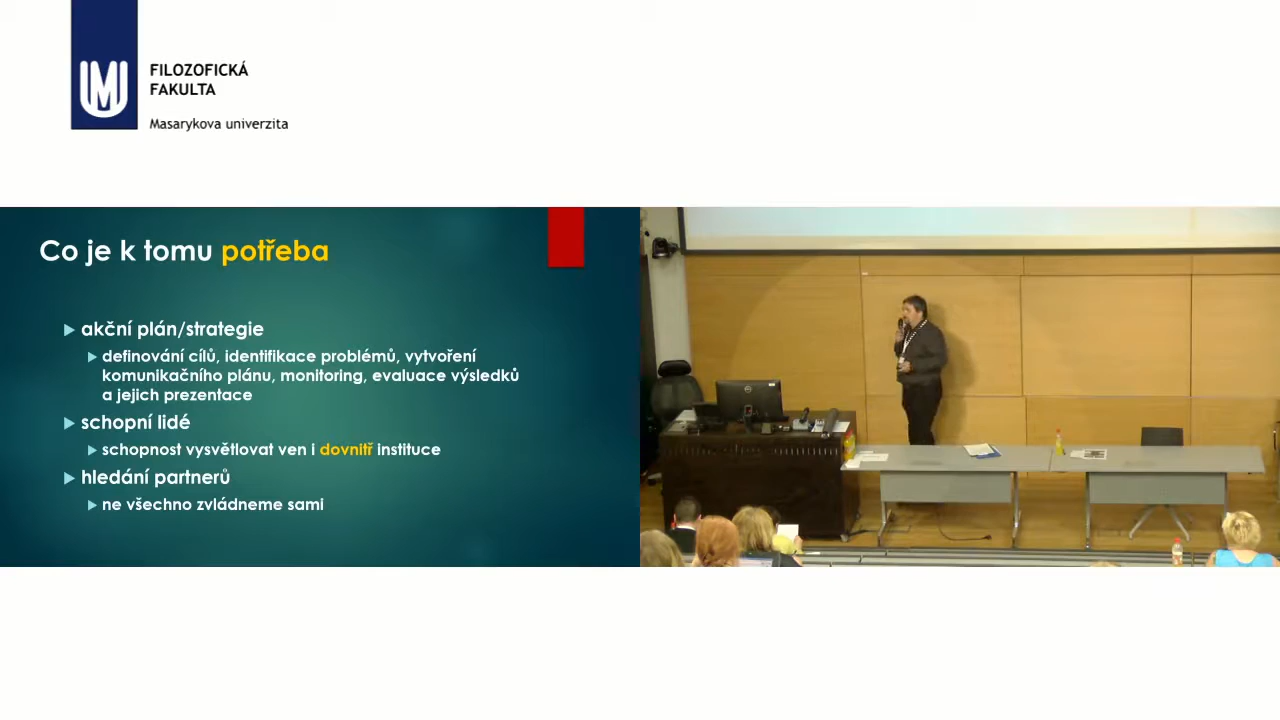 FILOZOFICKÁ
FAKULTA
Masarykova univerzita
Co je k tomu potřeba
akční plán/strategie
definování cílů, identifikace problémů, vytvoření
komunikačního plánu, monitoring, evaluace výsledků
a jejich prezentace
schopní lidé
schopnost vysvětlovat ven i dovnitř instituce
hledání partnerů
ne všechno zvládneme sami